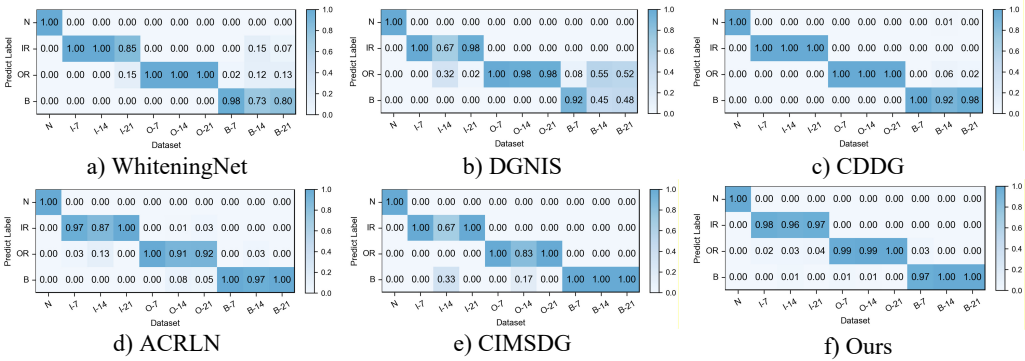 Predict Label
N 1.00 0.00 0.00 0.00 0.00 0.00 0.00 0.00 0.00 0.00
IR 0.00 1.00 1.00 0.85 0.00 0.00 0.00 0.00 0.15 0.07
OR 0.00 0.00 0.00 0.15 1.00 1.00 1.00 0.02 0.12 0.13
B 0.00 0.00 0.00 0.00 0.00 0.00 0.00 0.98 0.73 0.80
N I-7 I-14 I-21 O-7 O-14 O-21 B-7 B-14 B-21
Dataset
1.0
0.8
0.6
0.4
0.2
0.0
a) WhiteningNet
Predict Label
N 1.00 0.00 0.00 0.00 0.00 0.00 0.00 0.00 0.00 0.00
IR 0.00 1.00 0.67 0.98 0.00 0.00 0.00 0.00 0.00 0.00
OR 0.00 0.00 0.32 0.02 1.00 0.98 0.98 0.08 0.55 0.52
B 0.00 0.00 0.00 0.00 0.00 0.00 0.00 0.92 0.45 0.48
N I-7 I-14 I-21 O-7 O-14 O-21 B-7 B-14 B-21
Dataset
1.0
0.8
0.6
0.4
0.2
0.0
b) DGNIS
Predict Label
N 1.00 0.00 0.00 0.00 0.00 0.00 0.00 0.00 0.01 0.00
IR 0.00 1.00 1.00 1.00 0.00 0.00 0.00 0.00 0.00 0.00
OR 0.00 0.00 0.00 0.00 1.00 1.00 1.00 0.00 0.06 0.02
B 0.00 0.00 0.00 0.00 0.00 0.00 0.00 1.00 0.92 0.98
N I-7 I-14 I-21 O-7 O-14 O-21 B-7 B-14 B-21
Dataset
1.0
0.8
0.6
0.4
0.2
0.0
c) CDDG
Predict Label
N 1.00 0.00 0.00 0.00 0.00 0.00 0.00 0.00 0.00 0.00
IR 0.00 0.97 0.87 1.00 0.00 0.01 0.03 0.00 0.00 0.00
OR 0.00 0.03 0.13 0.00 1.00 0.91 0.92 0.00 0.03 0.00
B 0.00 0.00 0.00 0.00 0.00 0.08 0.05 1.00 0.97 1.00
N I-7 I-14 I-21 O-7 O-14 O-21 B-7 B-14 B-21
Dataset
1.0
0.8
0.6
0.4
0.2
0.0
d) ACRLN
Predict Label
N 1.00 0.00 0.00 0.00 0.00 0.00 0.00 0.00 0.00 0.00
IR 0.00 1.00 0.67 1.00 0.00 0.00 0.00 0.00 0.00 0.00
OR 0.00 0.00 0.00 0.00 1.00 0.83 1.00 0.00 0.00 0.00
B 0.00 0.00 0.33 0.00 0.00 0.17 0.00 1.00 1.00 1.00
N I-7 I-14 I-21 O-7 O-14 O-21 B-7 B-14 B-21
Dataset
1.0
0.8
0.6
0.4
0.2
0.0
e) CIMSDG
Predict Label
N 1.00 0.00 0.00 0.00 0.00 0.00 0.00 0.00 0.00 0.00
IR 0.00 0.98 0.96 0.97 0.00 0.00 0.00 0.00 0.00 0.00
OR 0.00 0.02 0.03 0.04 0.99 0.99 1.00 0.03 0.00 0.00
B 0.00 0.00 0.01 0.00 0.01 0.01 0.00 0.97 1.00 1.00
N I-7 I-14 I-21 O-7 O-14 O-21 B-7 B-14 B-21
Dataset
1.0
0.8
0.6
0.4
0.2
0.0
f) Ours